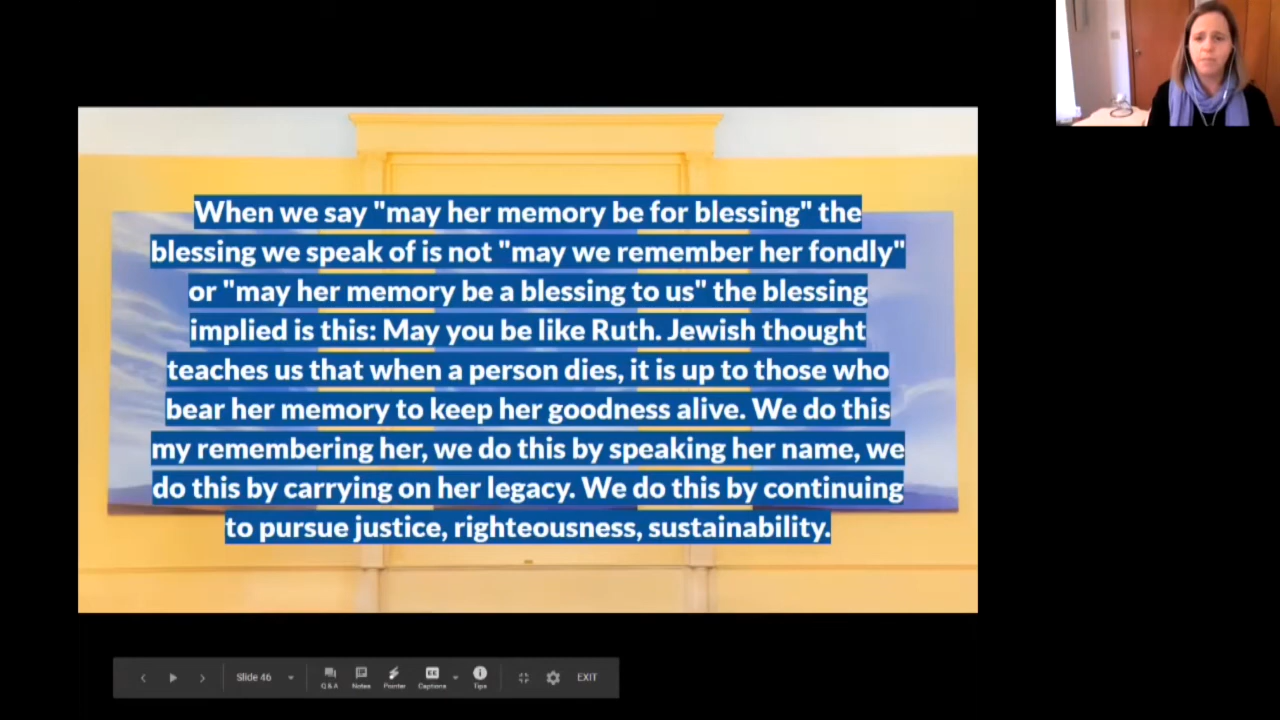 When we say "may her memory be for blessing" the
blessing we speak of is not "may we remember her fondly"
or "may her memory be a blessing to us" the blessing
implied is this: May you be like Ruth. Jewish thought
teaches us that when a person dies, it is up to those who
bear her memory to keep her goodness alive. We do this
my remembering her, we do this by speaking her name, we
do this by carrying on her legacy. We do this by continuing
to pursue justice, righteousness, sustainability.
Slide 46
Q & A
Notes
Pointer
CC
Captions
Tips
EXIT